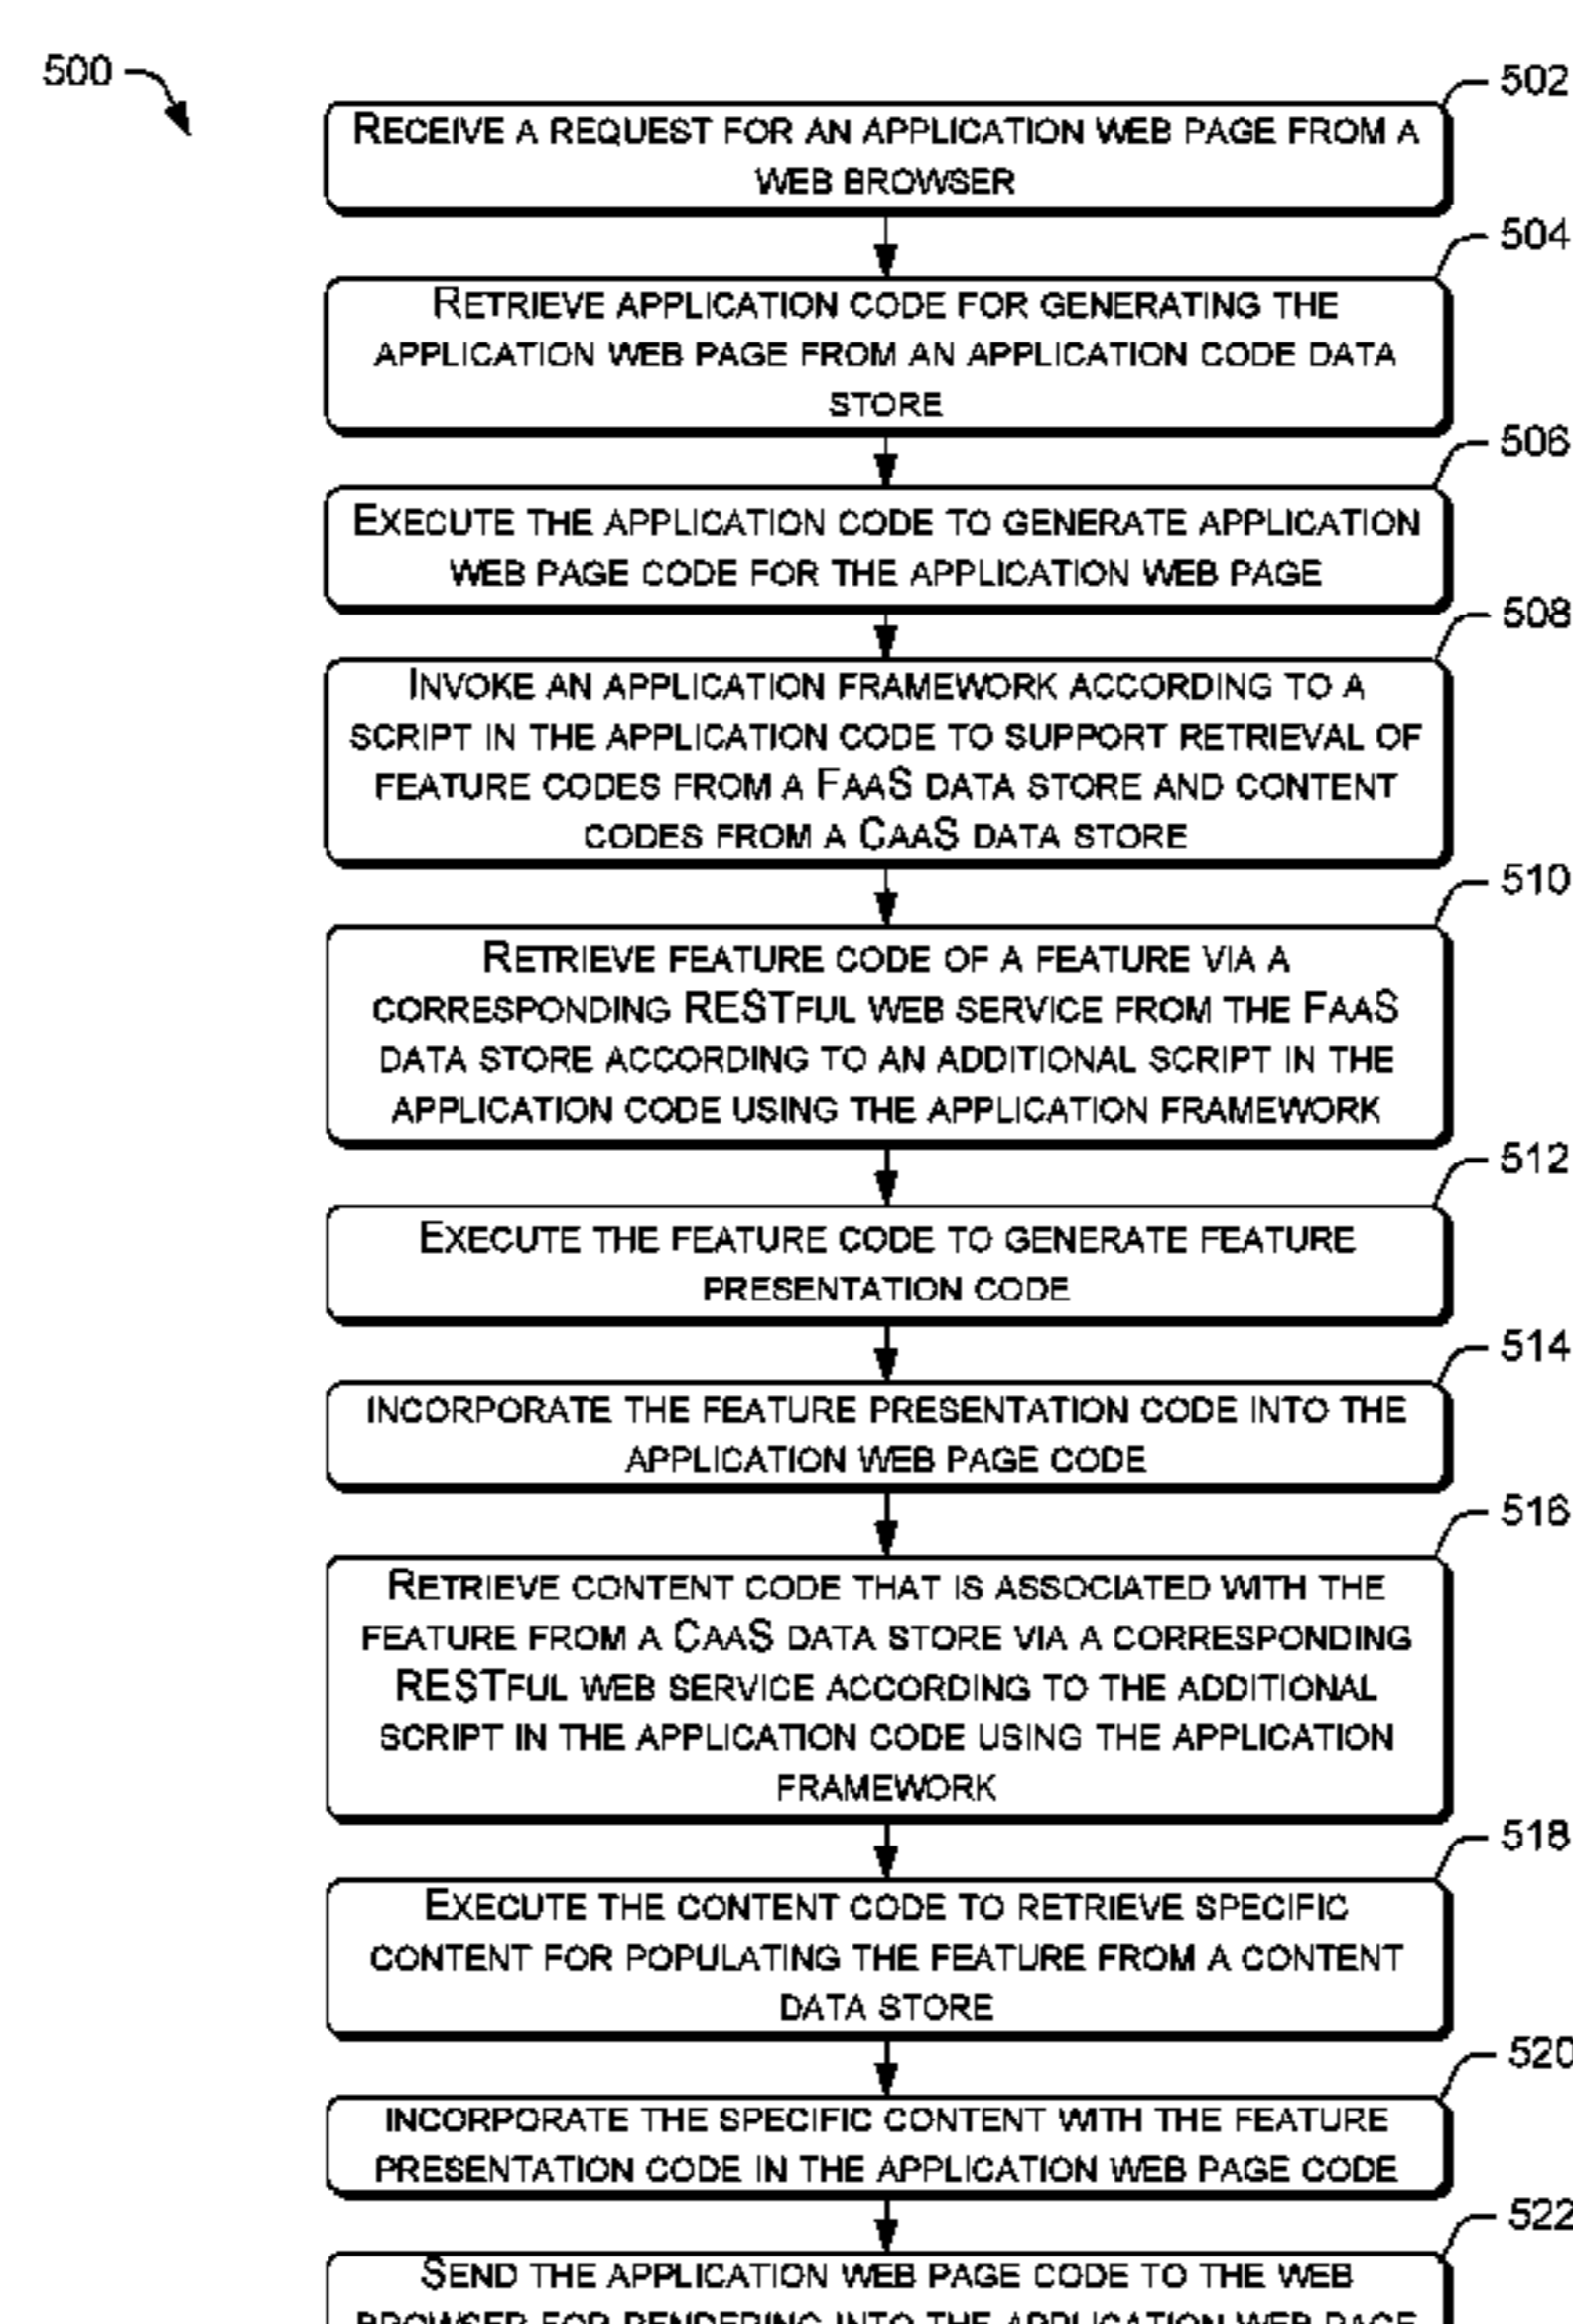 500
502
RECEIVE A REQUEST FOR AN APPLICATION WEB PAGE FROM A
WEB BROWSER
504
RETRIEVE APPLICATION CODE FOR GENERATING THE
APPLICATION WEB PAGE FROM AN APPLICATION CODE DATA
STORE
506
EXECUTE THE APPLICATION CODE TO GENERATE APPLICATION
WEB PAGE CODE FOR THE APPLICATION WEB PAGE
508
INVOKE AN APPLICATION FRAMEWORK ACCORDING TO A
SCRIPT IN THE APPLICATION CODE TO SUPPORT RETRIEVAL OF
FEATURE CODES FROM A FAAS DATA STORE AND CONTENT
CODES FROM A CAAS DATA STORE
510
RETRIEVE FEATURE CODE OF A FEATURE VIA A
CORRESPONDING RESTFUL WEB SERVICE FROM THE FAAS
DATA STORE ACCORDING TO AN ADDITIONAL SCRIPT IN THE
APPLICATION CODE USING THE APPLICATION FRAMEWORK
512
EXECUTE THE FEATURE CODE TO GENERATE FEATURE
PRESENTATION CODE
514
INCORPORATE THE FEATURE PRESENTATION CODE INTO THE
APPLICATION WEB PAGE CODE
516
RETRIEVE CONTENT CODE THAT IS ASSOCIATED WITH THE
FEATURE FROM A CAAS DATA STORE VIA A CORRESPONDING
RESTFUL WEB SERVICE ACCORDING TO THE ADDITIONAL
SCRIPT IN THE APPLICATION CODE USING THE APPLICATION
FRAMEWORK
518
EXECUTE THE CONTENT CODE TO RETRIEVE SPECIFIC
CONTENT FOR POPULATING THE FEATURE FROM A CONTENT
DATA STORE
520
INCORPORATE THE SPECIFIC CONTENT WITH THE FEATURE
PRESENTATION CODE IN THE APPLICATION WEB PAGE CODE
522
SEND THE APPLICATION WEB PAGE CODE TO THE WEB
BROWSER FOR RENDERING INTO THE APPLICATION WEB PAGE